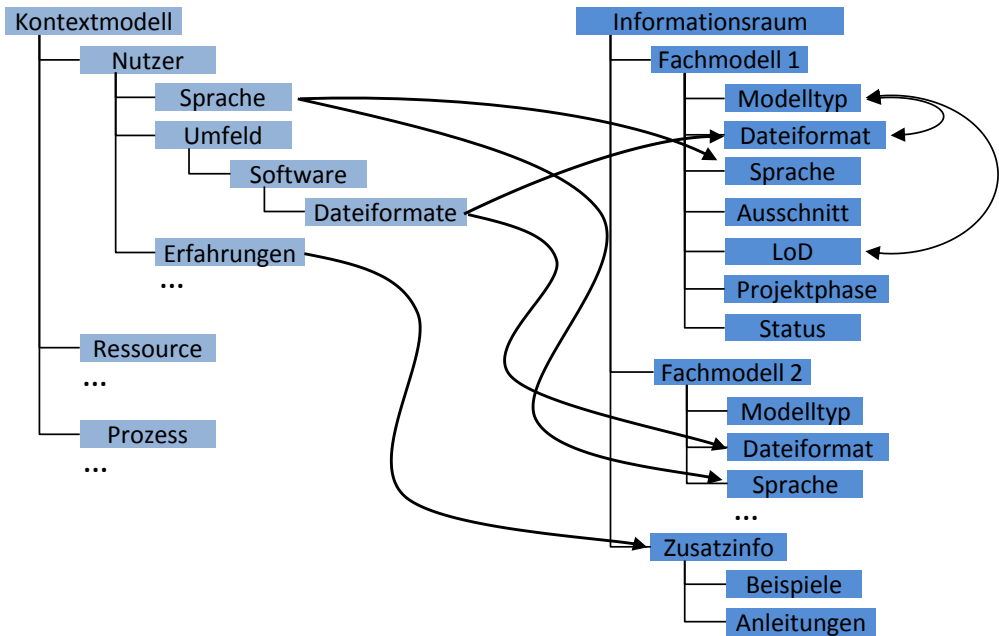 Kontextmodell
Nutzer
Sprache
Umfeld
Software
Dateiformate
Erfahrungen
...
Ressource
...
Prozess
...
Informationsraum
Fachmodell 1
Modelltyp
Dateiformat
Sprache
Ausschnitt
LoD
Projektphase
Status
Fachmodell 2
Modelltyp
Dateiformat
Sprache
...
Zusatzinfo
Beispiele
Anleitungen